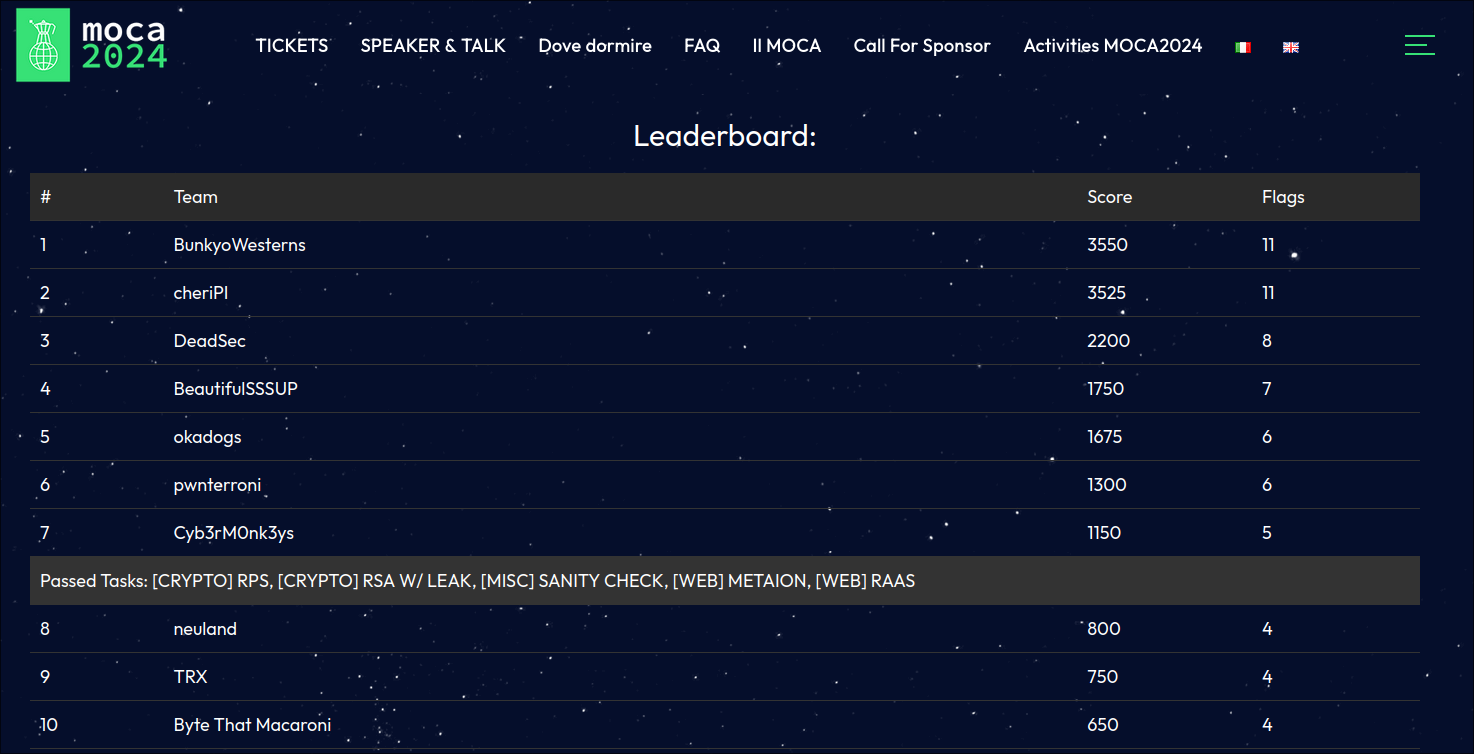 moca
2024
TICKETS SPEAKER & TALK Dove dormire FAQ Il MOCA Call For Sponsor Activities MOCA2024
Leaderboard:
# Team Score Flags
1 BunkyoWesterns 3550 11
2 cheriPI 3525 11
3 DeadSec 2200 8
4 BeautifulSSSUP 1750 7
5 okadogs 1675 6
6 pwnterroni 1300 6
7 Cyb3rM0nk3ys 1150 5
Passed Tasks: [CRYPTO] RPS, [CRYPTO] RSA W/ LEAK, [MISC] SANITY CHECK, [WEB] METAION, [WEB] RAAS
8 neuland 800 4
9 TRX 750 4
10 Byte That Macaroni 650 4